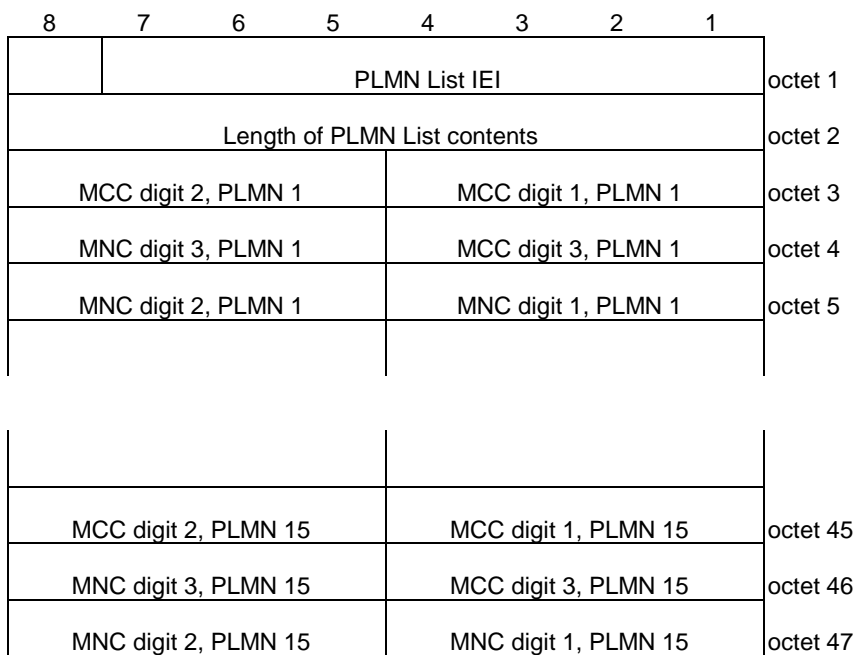 8 7 6 5 4 3 2 1
PLMN List IEI octet 1
Length of PLMN List contents octet 2
MCC digit 2, PLMN 1 MCC digit 1, PLMN 1 octet 3
MNC digit 3, PLMN 1 MCC digit 3, PLMN 1 octet 4
MNC digit 2, PLMN 1 MNC digit 1, PLMN 1 octet 5
MCC digit 2, PLMN 15 MCC digit 1, PLMN 15 octet 45
MNC digit 3, PLMN 15 MCC digit 3, PLMN 15 octet 46
MNC digit 2, PLMN 15 MNC digit 1, PLMN 15 octet 47